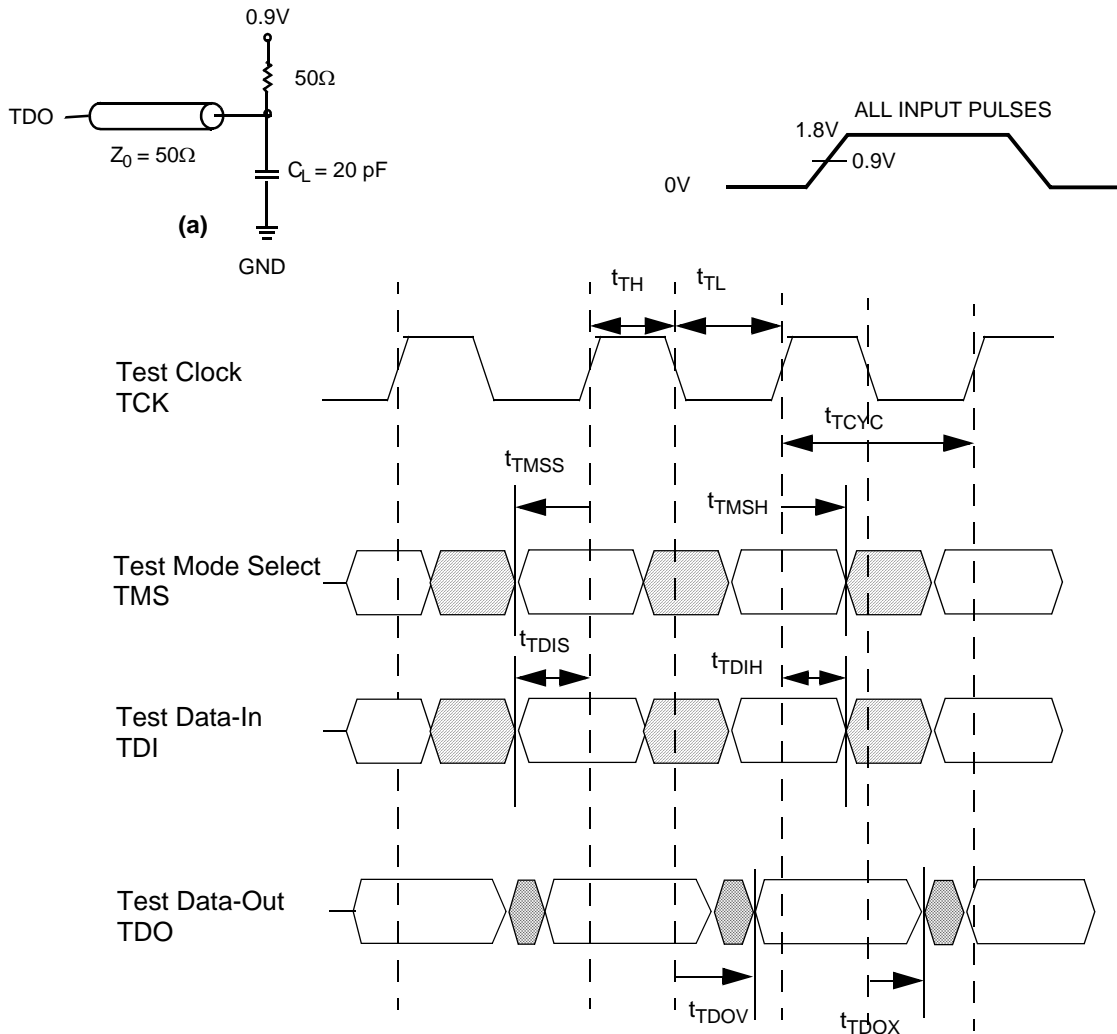 0.9V
50Ω
TDO
Z0 = 50Ω
CL = 20 pF
(a)
GND
ALL INPUT PULSES
1.8V
0.9V
0V
tTH
tTL
Test Clock
TCK
tTCYC
tTMSS
tTMSH
Test Mode Select
TMS
tTDIS
tTDIH
Test Data-In
TDI
Test Data-Out
TDO
tTDOV
tTDOX